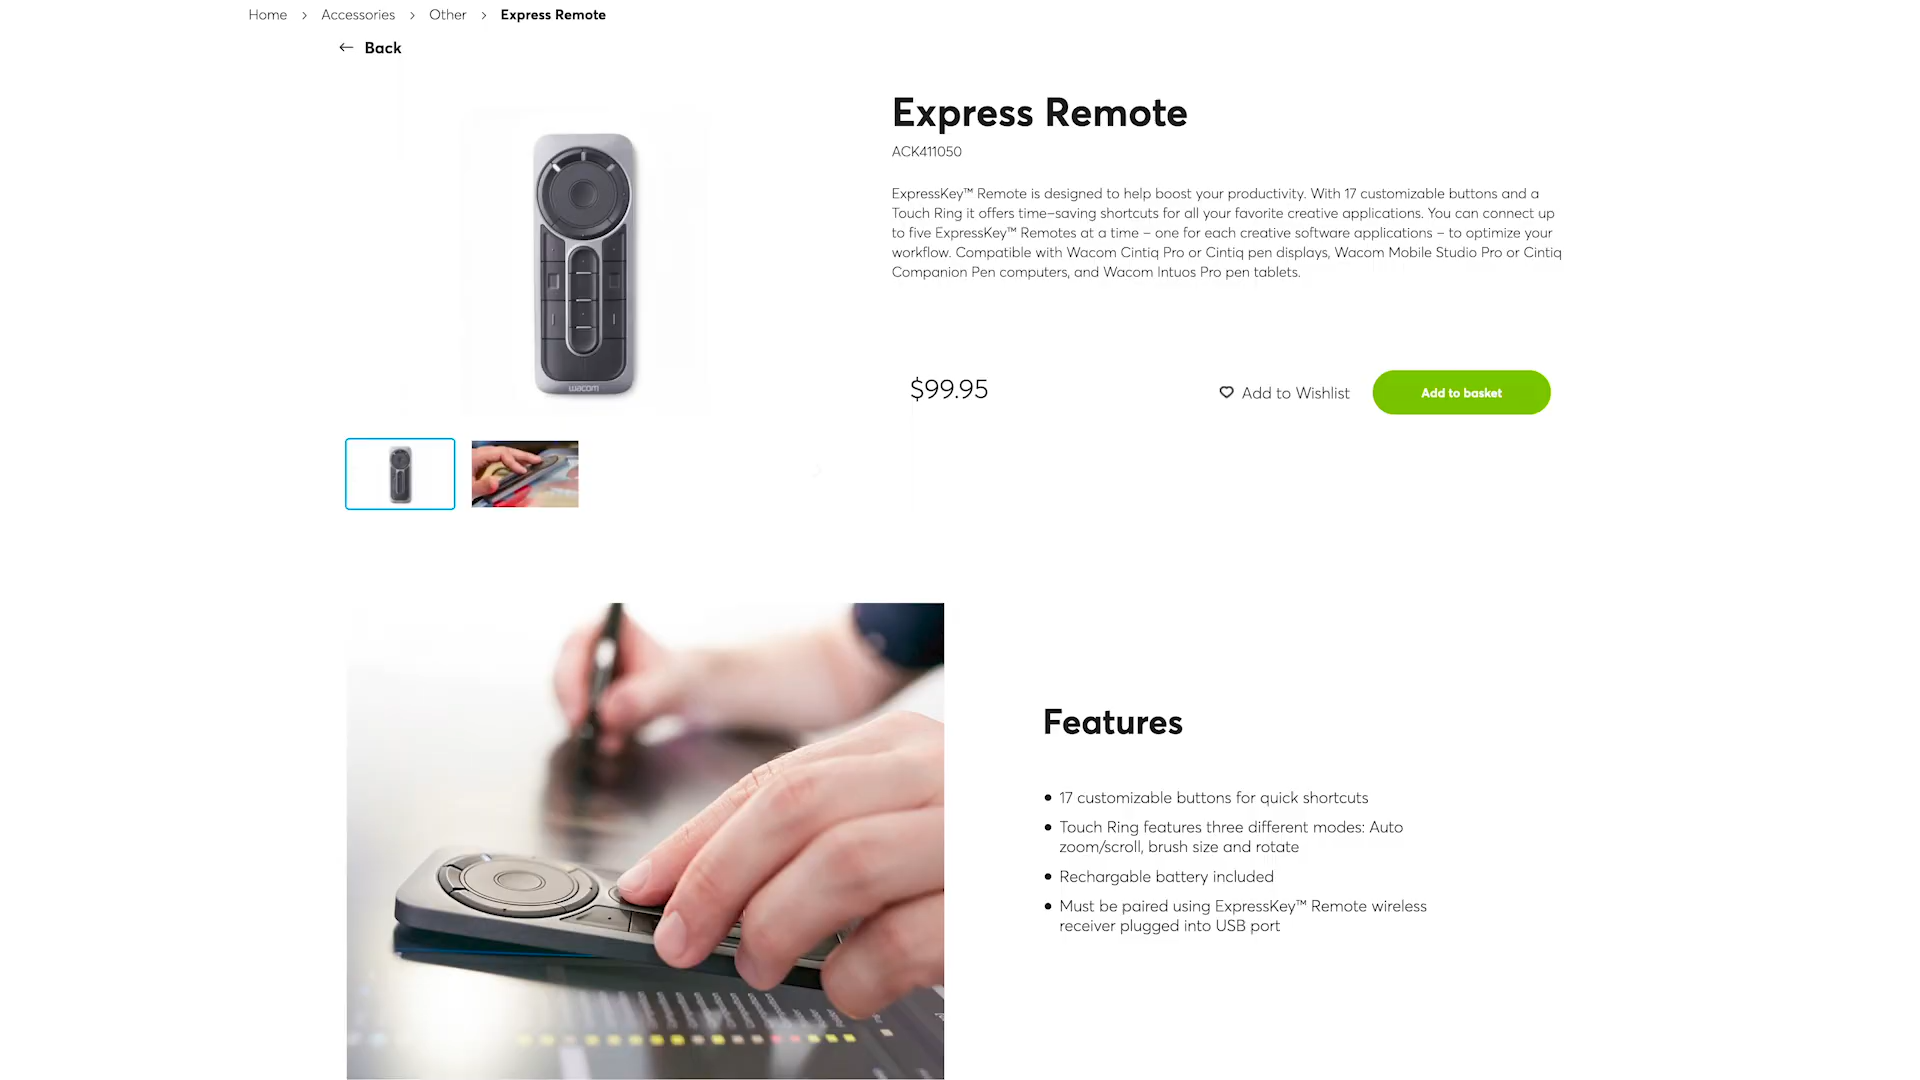 Home > Accessories > Other > Express Remote
← Back
Express Remote
ACK411050
ExpressKey™ Remote is designed to help boost your productivity. With 17 customizable buttons and a
Touch Ring it offers time-saving shortcuts for all your favorite creative applications. You can connect up
to five ExpressKey™ Remotes at a time – one for each creative software applications – to optimize your
workflow. Compatible with Wacom Cintiq Pro or Cintiq pen displays, Wacom Mobile Studio Pro or Cintiq
Companion Pen computers, and Wacom Intuos Pro pen tablets.
wacom
$99.95
Add to Wishlist
Add to basket
Features
• 17 customizable buttons for quick shortcuts
• Touch Ring features three different modes: Auto
zoom/scroll, brush size and rotate
• Rechargable battery included
• Must be paired using ExpressKey™ Remote wireless
receiver plugged into USB port